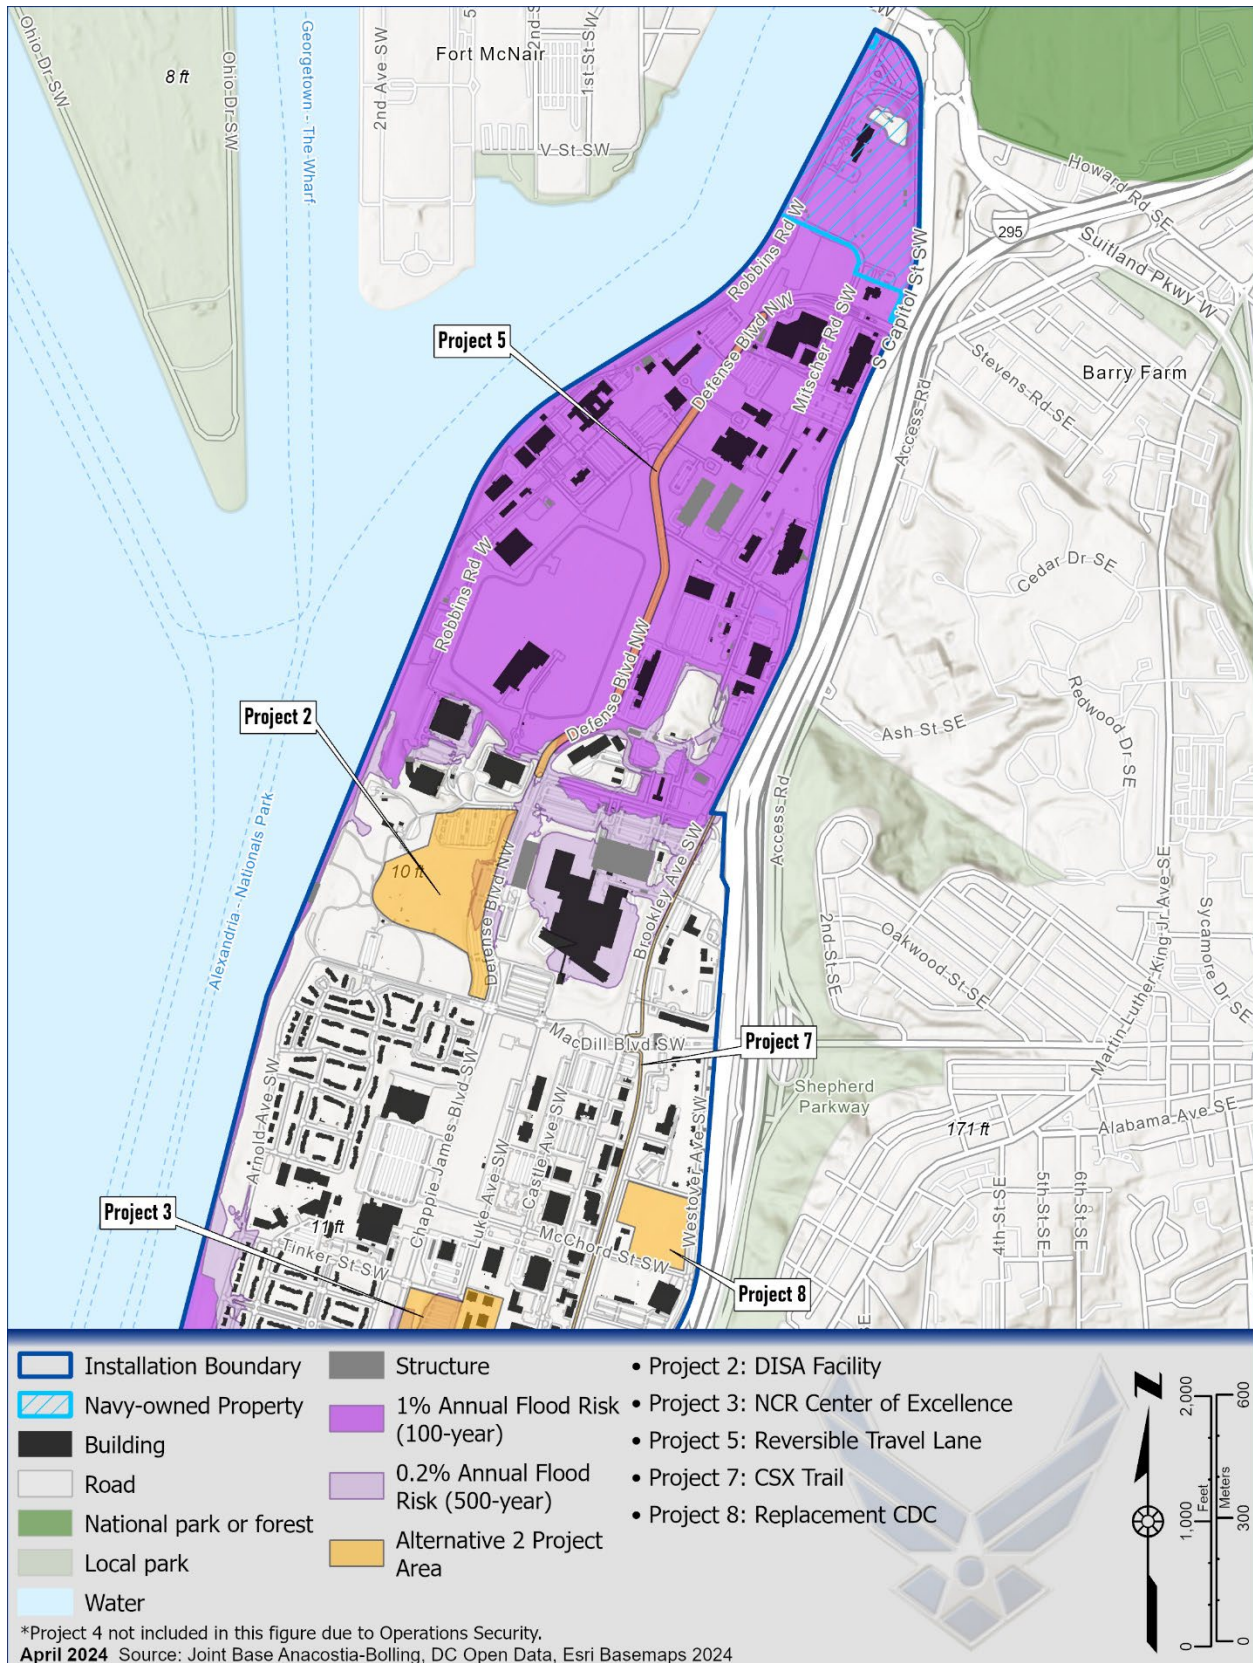 Ohio Dr SW
8 ft
Ohio Dr SW
Georgetown - The Wharf
2nd Ave SW
Fort McNair
1st St SW
V St SW
Howard Rd SE
295
Suitland Pkwy W
Robbins Rd W
S Capitol St SW
Project 5
Defense Blvd NW
Mitscher Rd SW
Stevens Rd SE
Barry Farm
Access Rd
Cedar Dr SE
Robbins Rd W
Defense Blvd NW
Redwood Dr SE
Ash St SE
Project 2
Access Rd
Alexandria - Nationals Park
10 ft
Defense Blvd NW
Brookley Ave SW
2nd St SE
Oakwood St SE
Martin Luther King Jr Ave SE
Sycamore Dr SE
MacDill Blvd SW
Project 7
Shepherd
Parkway
Alabama Ave SE
171 ft
Arnold Ave SW
Chappie James Blvd SW
Luke Ave SW
Castle Ave SW
Westover Ave SW
4th St SE
5th St SE
6th St SE
Project 3
11 ft
Tinker St SW
McChord St SW
Project 8
Installation Boundary
Navy-owned Property
Building
Road
National park or forest
Local park
Water
Structure
1% Annual Flood Risk
(100-year)
0.2% Annual Flood
Risk (500-year)
Alternative 2 Project
Area
• Project 2: DISA Facility
• Project 3: NCR Center of Excellence
• Project 5: Reversible Travel Lane
• Project 7: CSX Trail
• Project 8: Replacement CDC
N
2,000
1,000
0
Feet
Meters
600
300
0
*Project 4 not included in this figure due to Operations Security.
April 2024 Source: Joint Base Anacostia-Bolling, DC Open Data, Esri Basemaps 2024